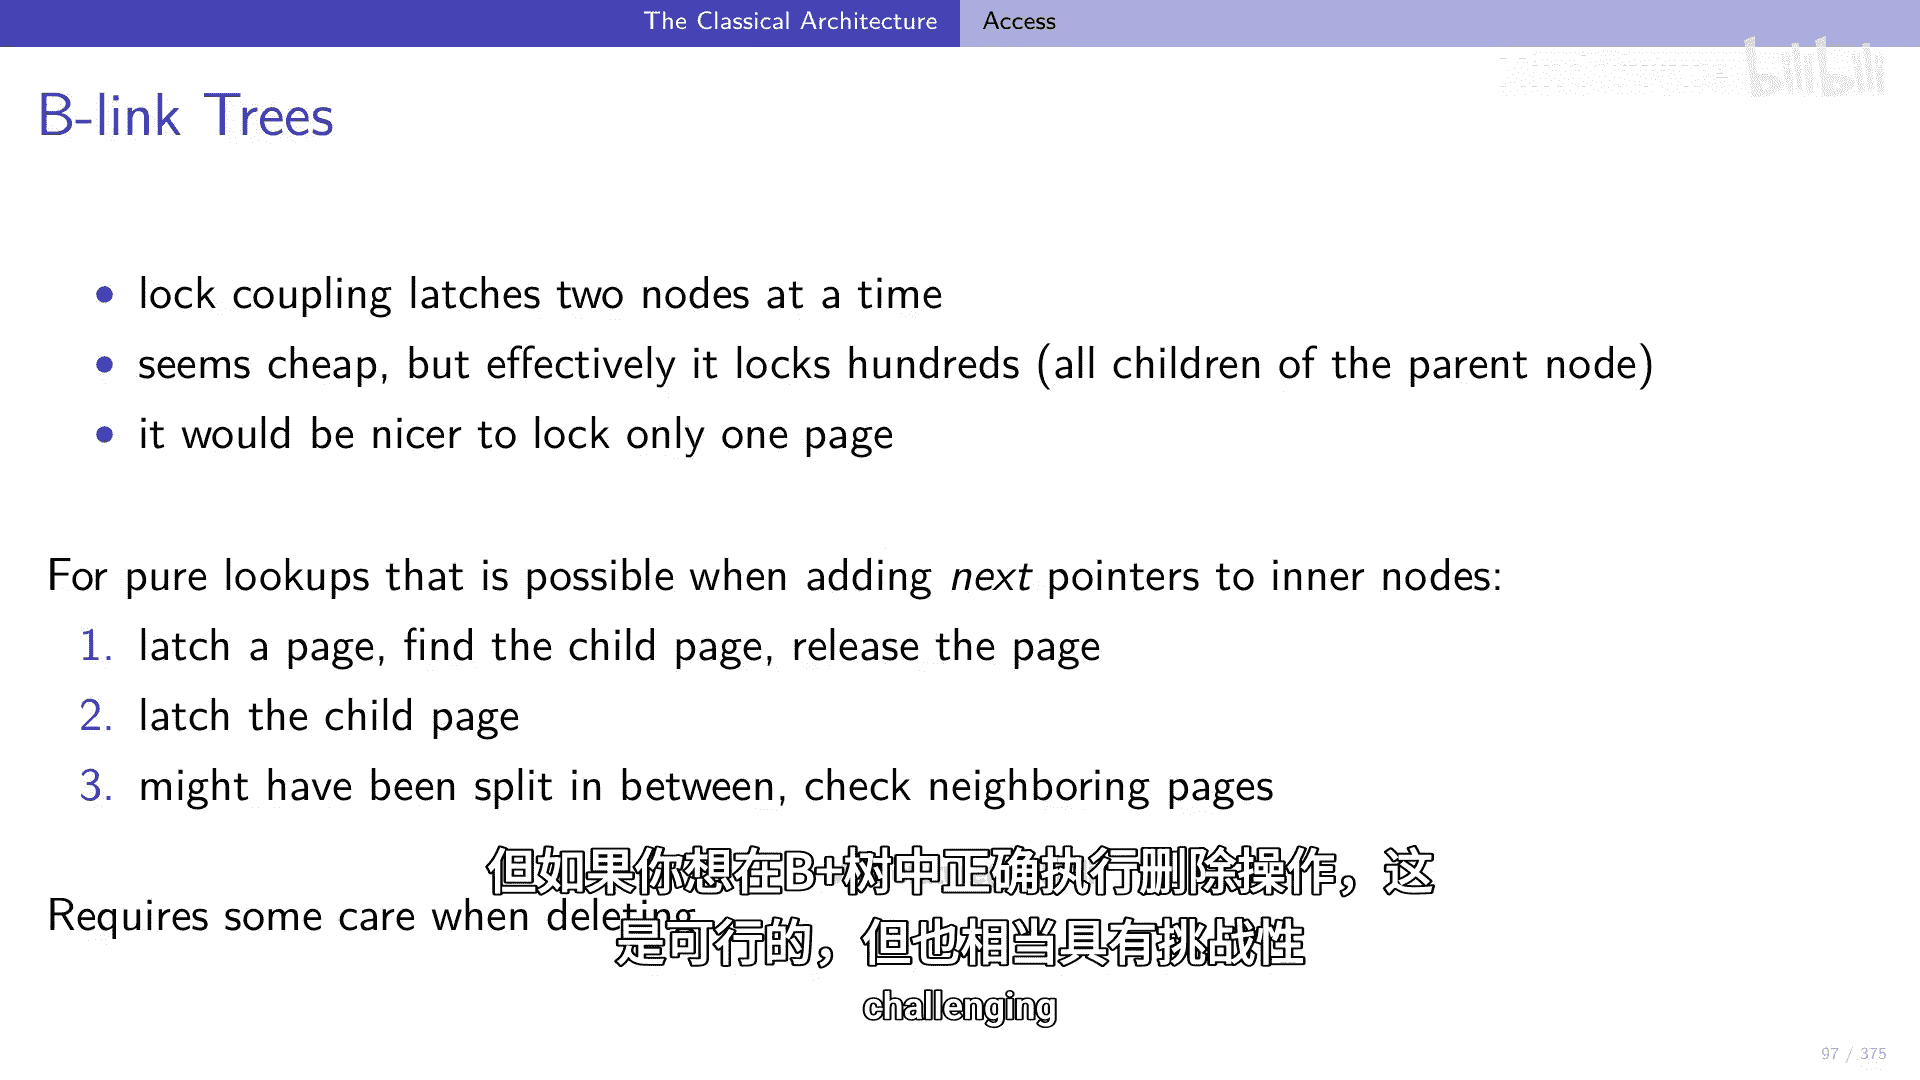 The Classical Architecture Access
bilibili
B-link Trees
• lock coupling latches two nodes at a time
• seems cheap, but effectively it locks hundreds (all children of the parent node)
• it would be nicer to lock only one page
For pure lookups that is possible when adding next pointers to inner nodes:
1. latch a page, find the child page, release the page
2. latch the child page
3. might have been split in between, check neighboring pages
但如果你想在B+树中正确执行删除操作，这
Requires some care when deleting
是可行的，但也相当具有挑战性
challenging
97 / 375